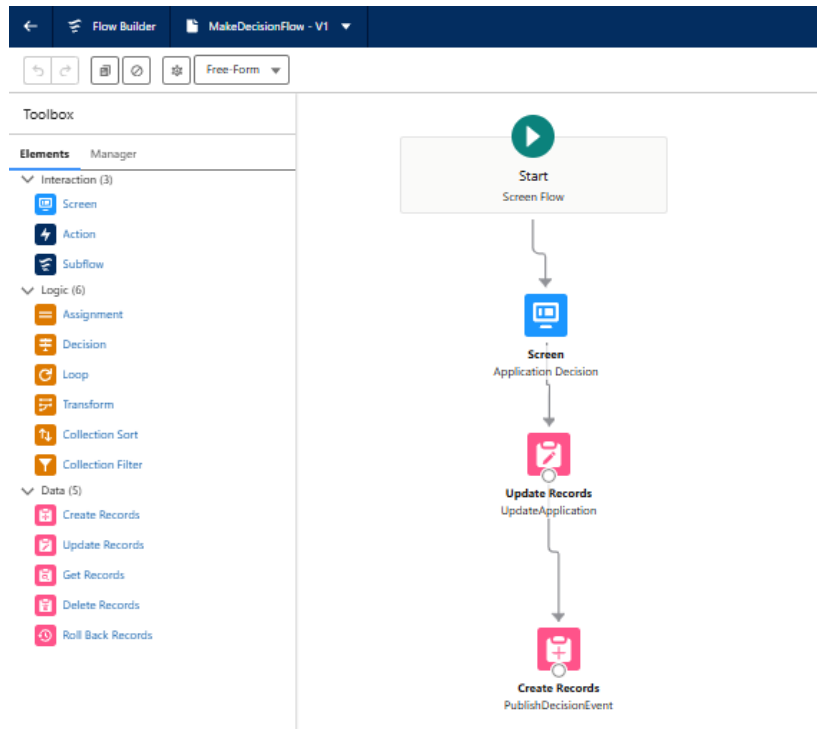 Flow Builder
MakeDecisionFlow - V1
Free-Form
Toolbox
Elements
Manager
Interaction (3)
Screen
Action
Subflow
Logic (6)
Assignment
Decision
Loop
Transform
Collection Sort
Collection Filter
Data (5)
Create Records
Update Records
Get Records
Delete Records
Roll Back Records
Start
Screen Flow
Screen
Application Decision
Update Records
UpdateApplication
Create Records
PublishDecisionEvent